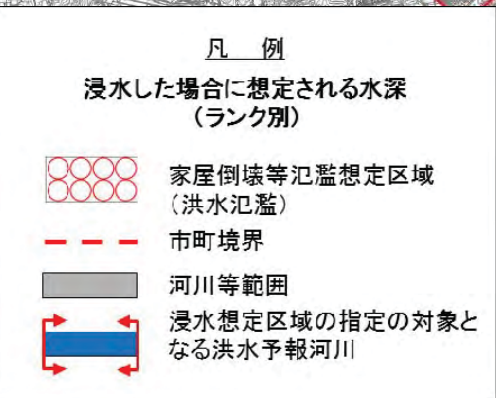 凡　例
浸水した場合に想定される水深
（ランク別）
家屋倒壊等氾濫想定区域
（洪水氾濫）
市町境界
河川等範囲
浸水想定区域の指定の対象と
なる洪水予報河川